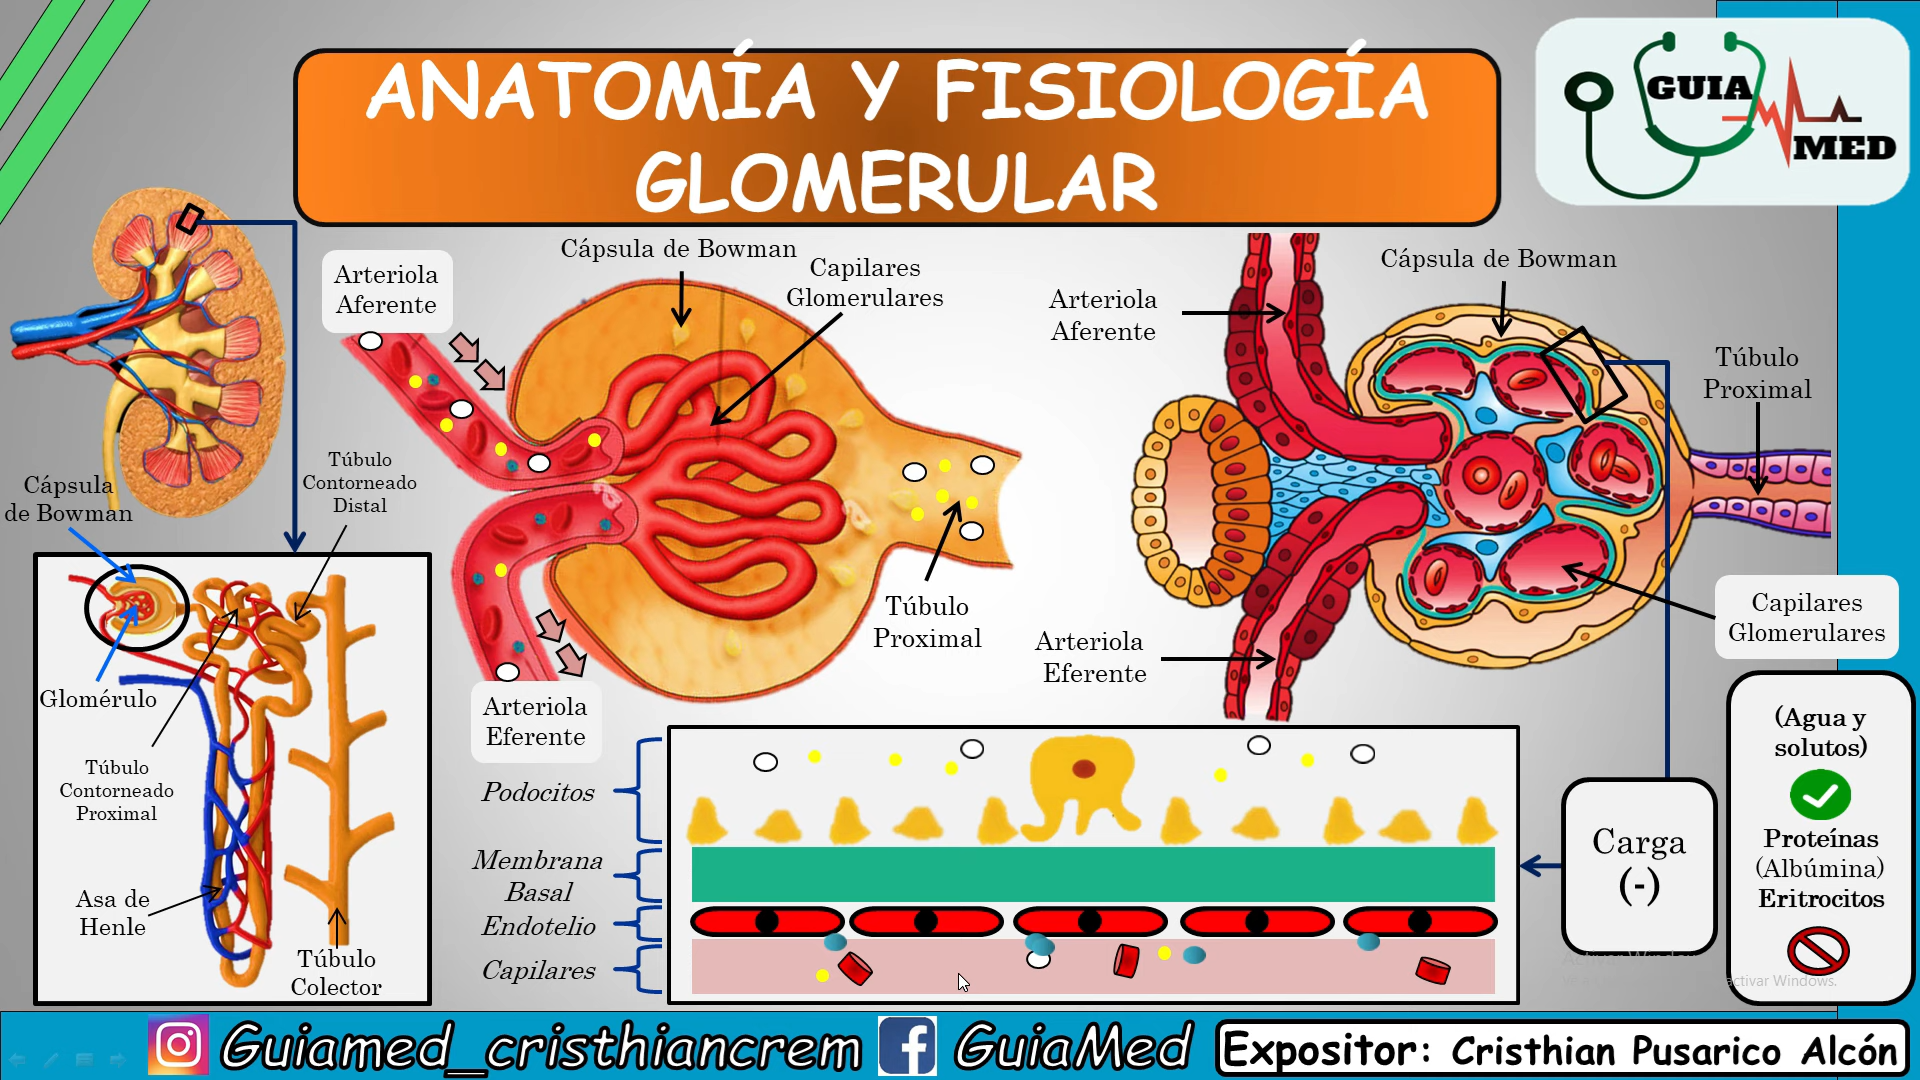 ANATOMÍA Y FISIOLOGÍA
GLOMERULAR
GUIA
MED
Arteriola
Aferente
Cápsula de Bowman
Capilares
Glomerulares
Túbulo
Proximal
Arteriola
Eferente
Arteriola
Aferente
Cápsula de Bowman
Túbulo
Proximal
Arteriola
Eferente
Capilares
Glomerulares
Cápsula
de Bowman
Túbulo
Contorneado
Distal
Glomérulo
Túbulo
Contorneado
Proximal
Asa de
Henle
Túbulo
Colector
Podocitos
Membrana
Basal
Endotelio
Capilares
Carga
(-)
(Agua y
solutos)
Proteínas
(Albúmina)
Eritrocitos
activar Windows.
Guiamed_cristhiancrem
GuiaMed
Expositor: Cristhian Pusarico Alcón